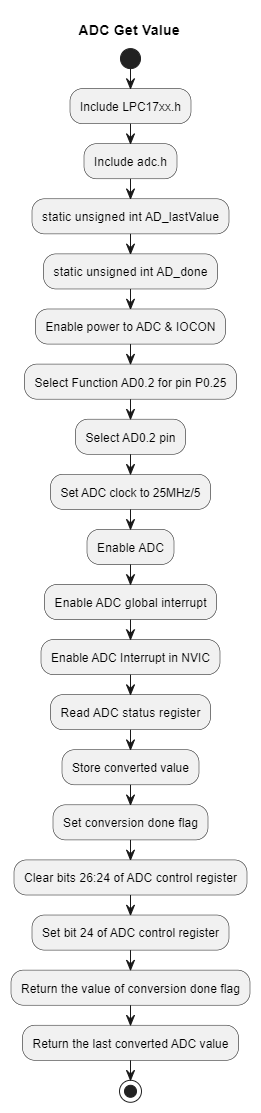 ADC Get Value
Include LPC17xx.h
Include adc.h
static unsigned int AD_lastValue
static unsigned int AD_done
Enable power to ADC & IOCON
Select Function AD0.2 for pin P0.25
Select AD0.2 pin
Set ADC clock to 25MHz/5
Enable ADC
Enable ADC global interrupt
Enable ADC Interrupt in NVIC
Read ADC status register
Store converted value
Set conversion done flag
Clear bits 26:24 of ADC control register
Set bit 24 of ADC control register
Return the value of conversion done flag
Return the last converted ADC value